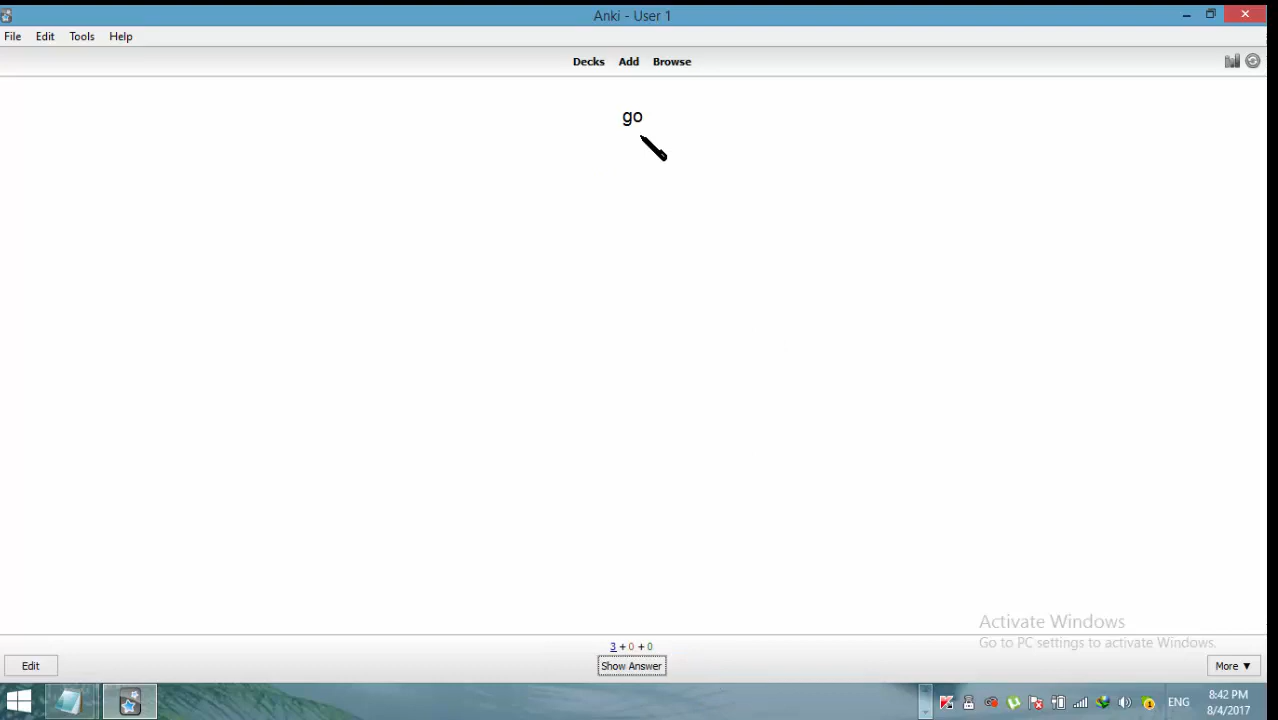 Anki - User 1
File Edit Tools Help
Decks Add Browse
go
Activate Windows
Go to PC settings to activate Windows.
3 + 0 + 0
Edit Show Answer More ▼
ENG 8:42 PM
8/4/2017